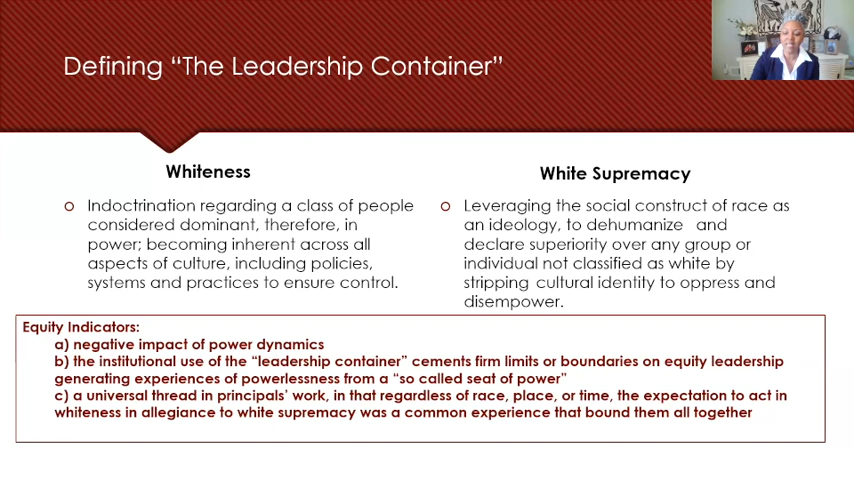 Defining “The Leadership Container”
Whiteness
Indoctrination regarding a class of people
considered dominant, therefore, in
power; becoming inherent across all
aspects of culture, including policies,
systems and practices to ensure control.
White Supremacy
Leveraging the social construct of race as
an ideology, to dehumanize and
declare superiority over any group or
individual not classified as white by
stripping cultural identity to oppress and
disempower.
Equity Indicators:
a) negative impact of power dynamics
b) the institutional use of the “leadership container” cements firm limits or boundaries on equity leadership
generating experiences of powerlessness from a “so called seat of power”
c) a universal thread in principals’ work, in that regardless of race, place, or time, the expectation to act in
whiteness in allegiance to white supremacy was a common experience that bound them all together